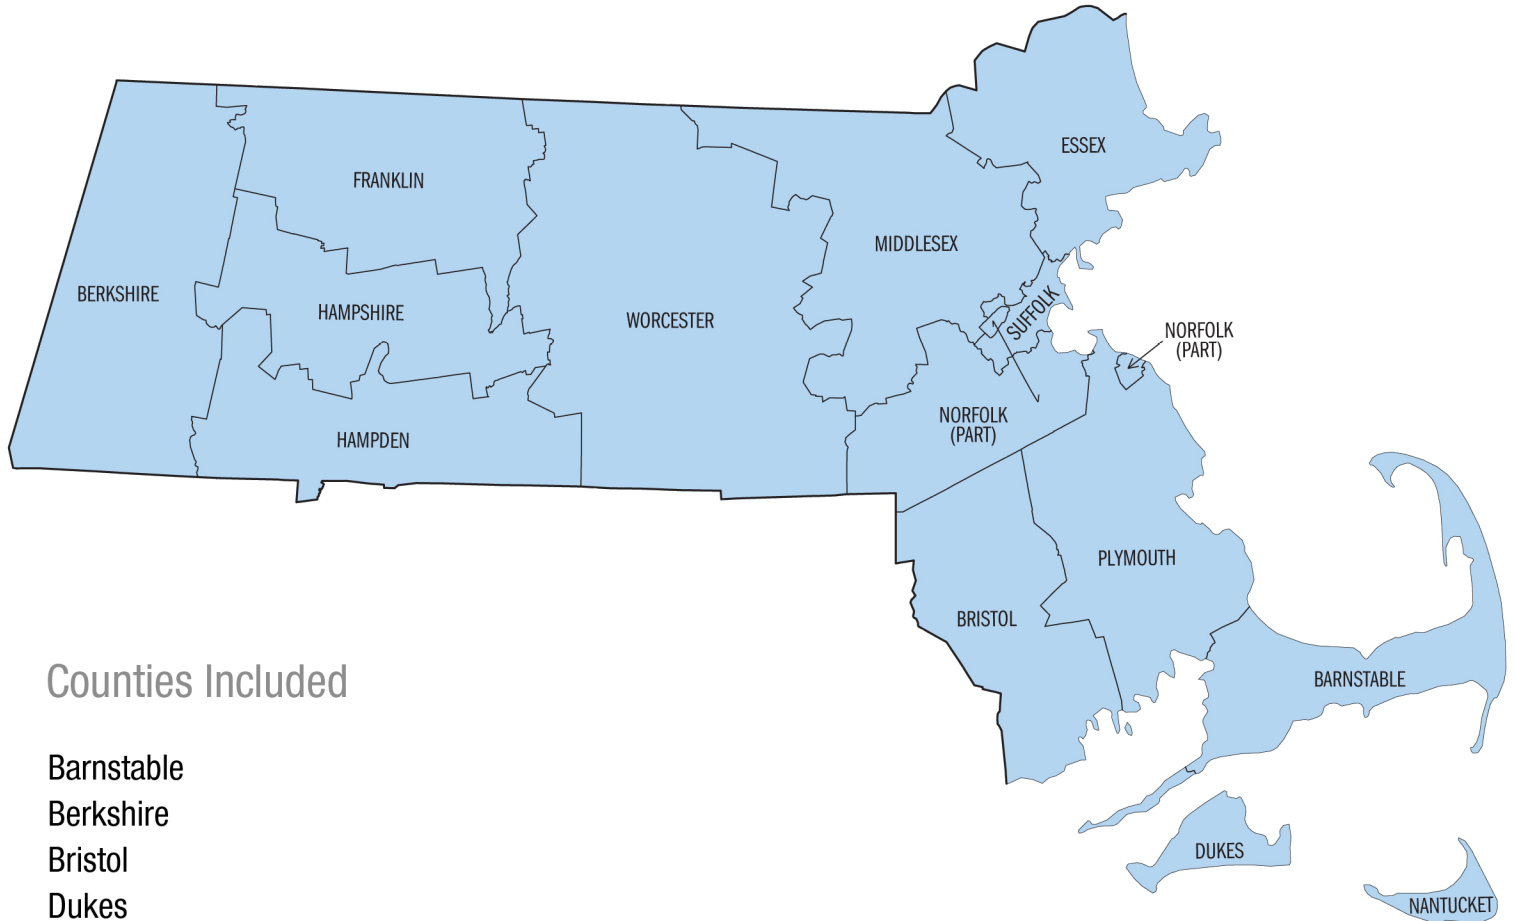 ESSEX
FRANKLIN
MIDDLESEX
BERKSHIRE
HAMPSHIRE
WORCESTER
SUFFOLK
NORFOLK
(PART)
NORFOLK
(PART)
HAMPDEN
PLYMOUTH
BRISTOL
BARNSTABLE
DUKES
NANTUCKET
Counties Included
Barnstable
Berkshire
Bristol
Dukes